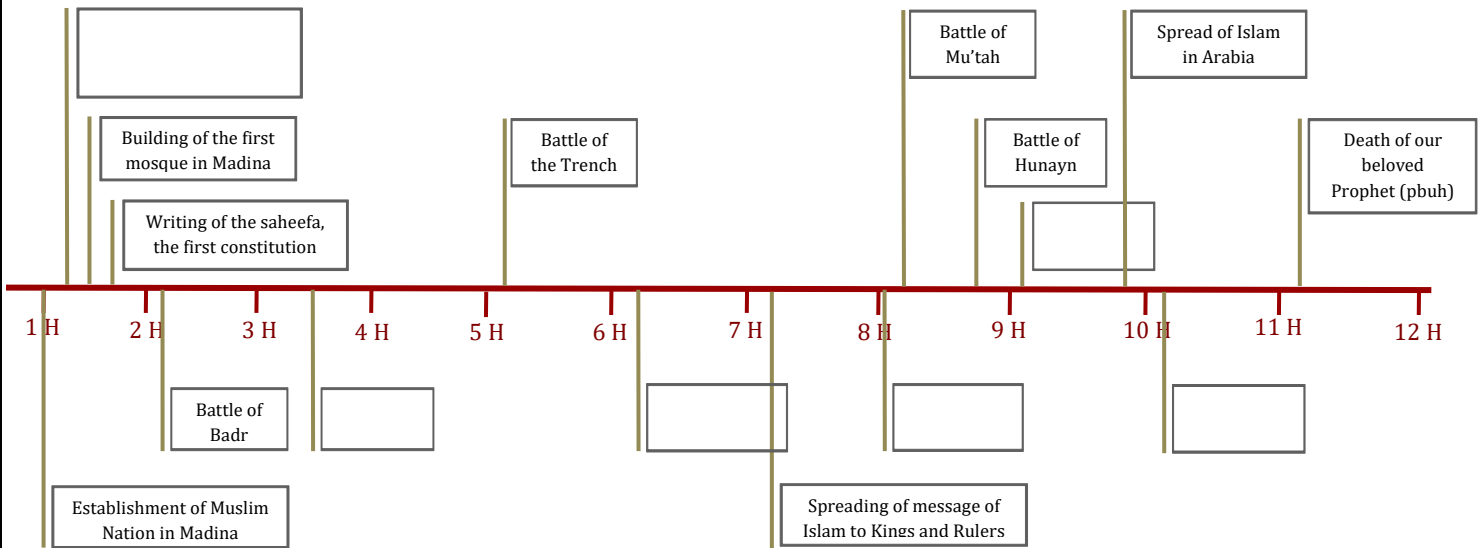 Battle of
Mu’tah
Spread of Islam
in Arabia
Building of the first
mosque in Madina
Battle of
the Trench
Battle of
Hunayn
Death of our
beloved
Prophet (pbuh)
Writing of the saheefa,
the first constitution
1 H
2 H
3 H
4 H
5 H
6 H
7 H
8 H
9 H
10 H
11 H
12 H
Battle of
Badr
Establishment of Muslim
Nation in Madina
Spreading of message of
Islam to Kings and Rulers